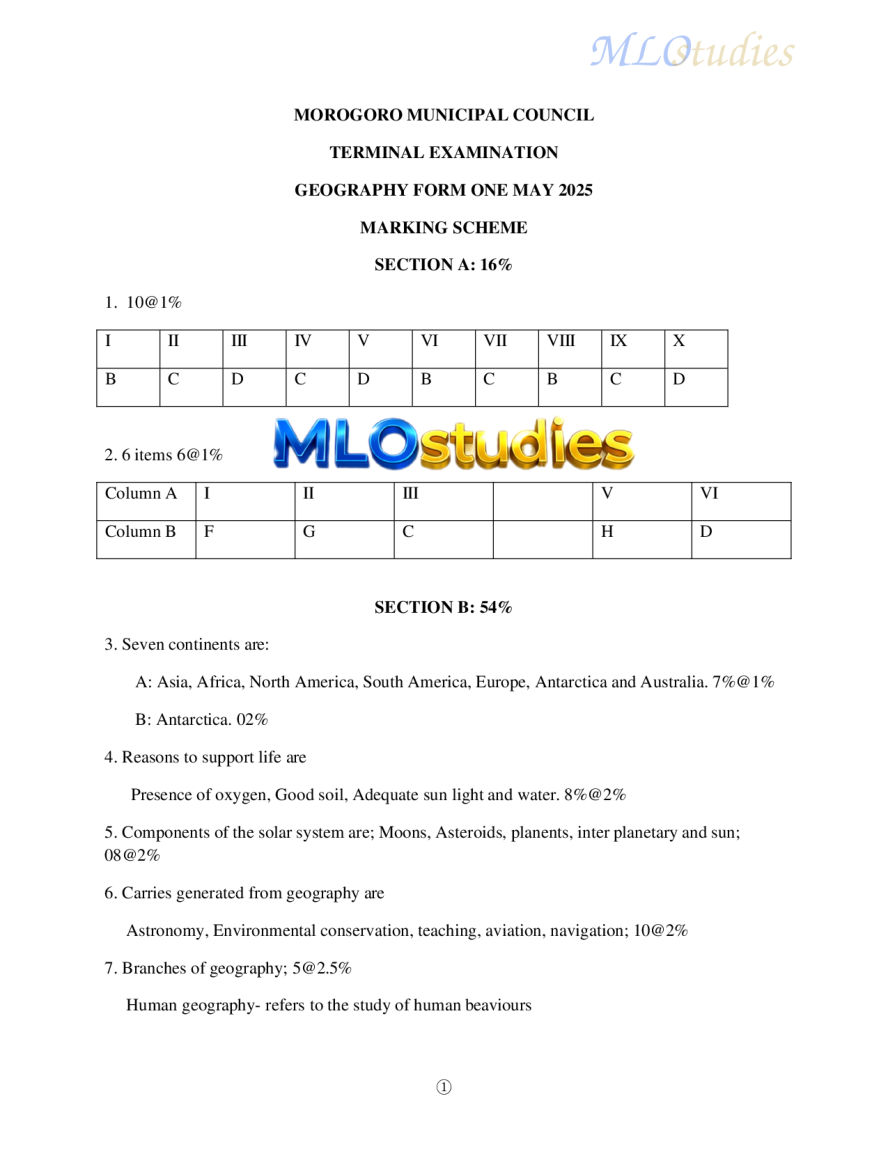 MLOstudies
MOROGORO MUNICIPAL COUNCIL
TERMINAL EXAMINATION
GEOGRAPHY FORM ONE MAY 2025
MARKING SCHEME
SECTION A: 16%
1. 10@1%
I II III IV V VI VII VIII IX X
B C D C D B C B C D
MLOstudies
2. 6 items 6@1%
Column A I II III V VI
Column B F G C H D
SECTION B: 54%
3. Seven continents are:
A: Asia, Africa, North America, South America, Europe, Antarctica and Australia. 7%@1%
B: Antarctica. 02%
4. Reasons to support life are
Presence of oxygen, Good soil, Adequate sun light and water. 8%@2%
5. Components of the solar system are; Moons, Asteroids, planents, inter planetary and sun;
08@2%
6. Carries generated from geography are
Astronomy, Environmental conservation, teaching, aviation, navigation; 10@2%
7. Branches of geography; 5@2.5%
Human geography- refers to the study of human beaviours
①